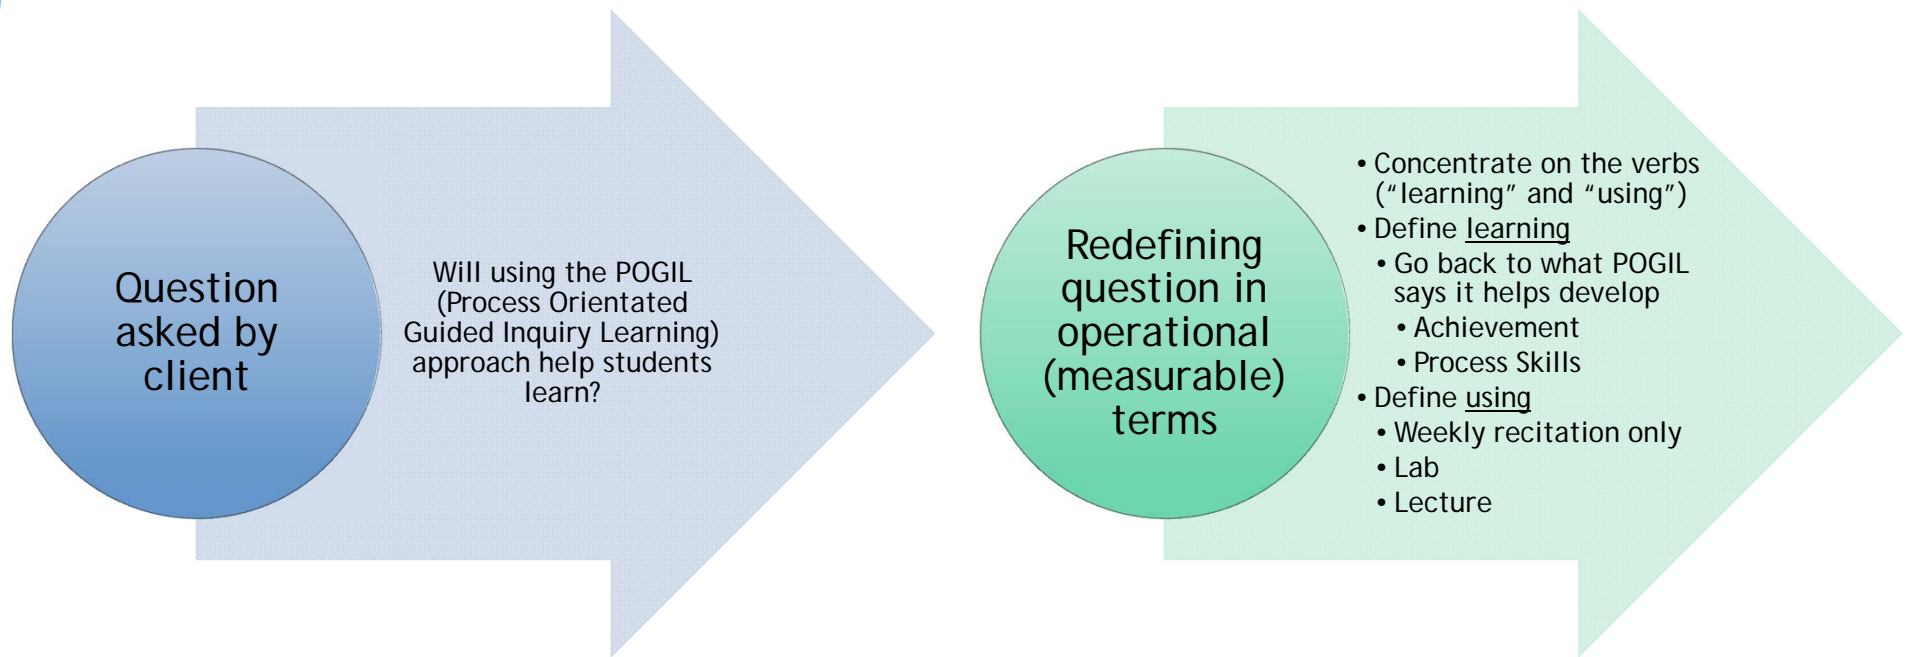 Question
asked by
client
Will using the POGIL
(Process Orientated
Guided Inquiry Learning)
approach help students
learn?
Redefining
question in
operational
(measurable)
terms
• Concentrate on the verbs
(“learning” and “using”)
• Define learning
• Go back to what POGIL
says it helps develop
• Achievement
• Process Skills
• Define using
• Weekly recitation only
• Lab
• Lecture